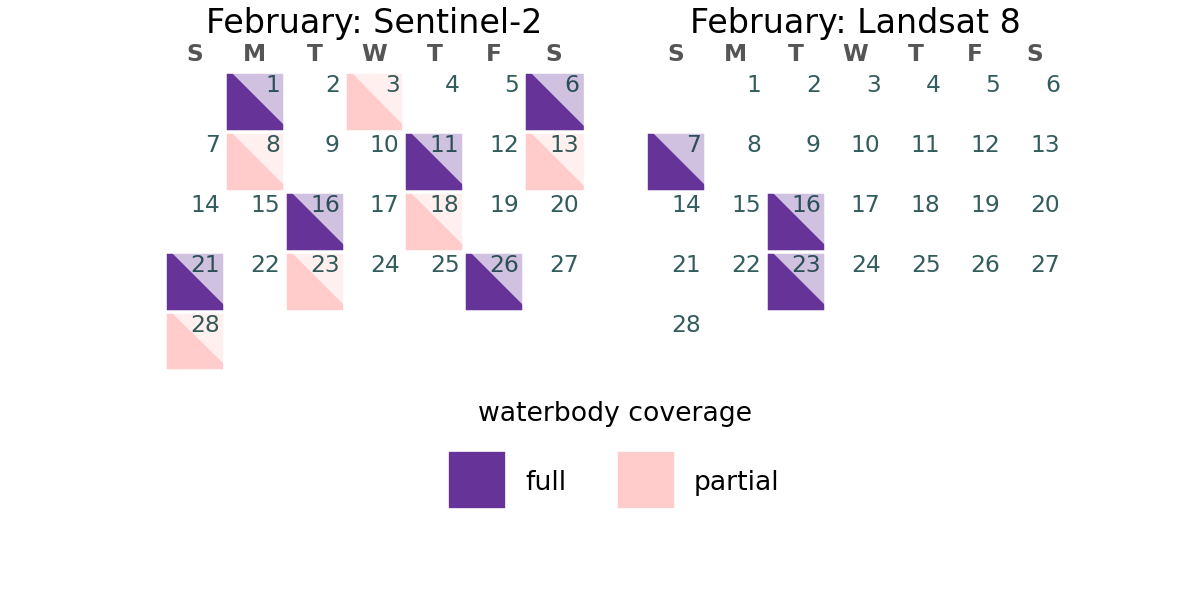 February: Sentinel-2
S M T W T F S
1 2 3 4 5 6
7 8 9 10 11 12 13
14 15 16 17 18 19 20
21 22 23 24 25 26 27
28
February: Landsat 8
S M T W T F S
1 2 3 4 5 6
7 8 9 10 11 12 13
14 15 16 17 18 19 20
21 22 23 24 25 26 27
28
waterbody coverage
full
partial